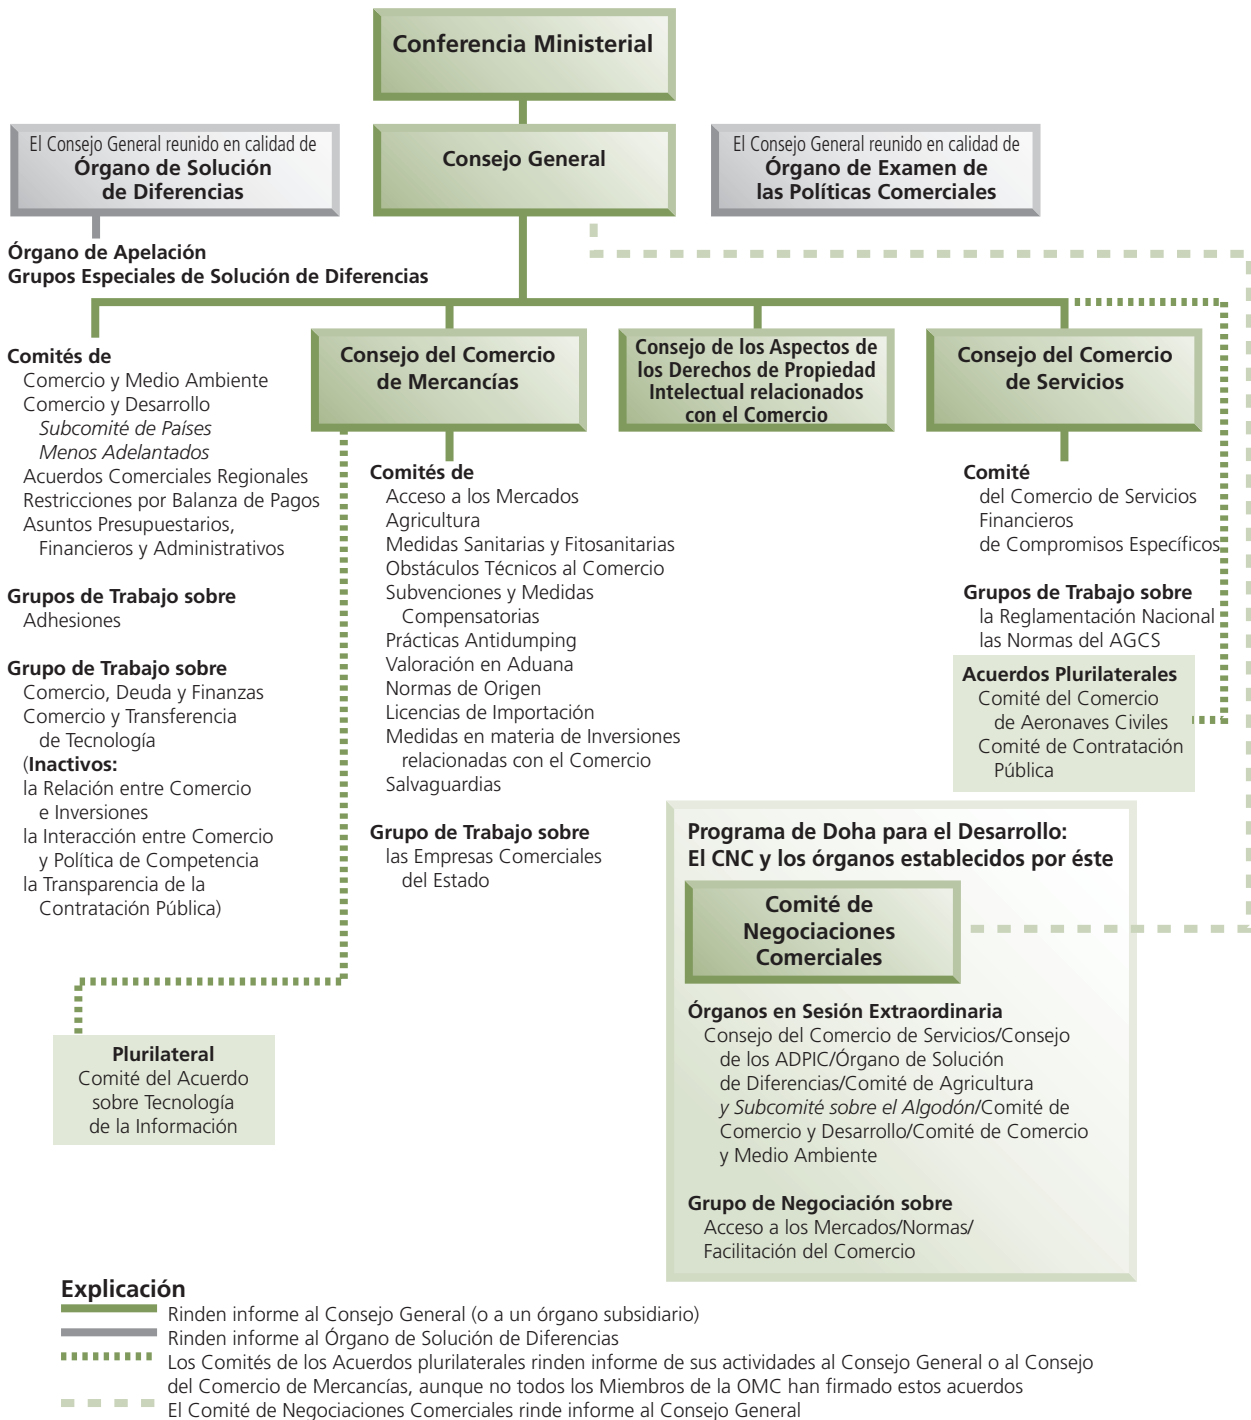 Conferencia Ministerial
El Consejo General reunido en calidad de
Órgano de Solución
de Diferencias
Consejo General
El Consejo General reunido en calidad de
Órgano de Examen de
las Políticas Comerciales
Órgano de Apelación
Grupos Especiales de Solución de Diferencias
Comités de
Comercio y Medio Ambiente
Comercio y Desarrollo
Subcomité de Países
Menos Adelantados
Acuerdos Comerciales Regionales
Restricciones por Balanza de Pagos
Asuntos Presupuestarios,
Financieros y Administrativos
Grupos de Trabajo sobre
Adhesiones
Grupo de Trabajo sobre
Comercio, Deuda y Finanzas
Comercio y Transferencia
de Tecnología
(Inactivos:
la Relación entre Comercio
e Inversiones
la Interacción entre Comercio
y Política de Competencia
la Transparencia de la
Contratación Pública)
Consejo del Comercio
de Mercancías
Comités de
Acceso a los Mercados
Agricultura
Medidas Sanitarias y Fitosanitarias
Obstáculos Técnicos al Comercio
Subvenciones y Medidas
Compensatorias
Prácticas Antidumping
Valoración en Aduana
Normas de Origen
Licencias de Importación
Medidas en materia de Inversiones
relacionadas con el Comercio
Salvaguardias
Grupo de Trabajo sobre
las Empresas Comerciales
del Estado
Consejo de los Aspectos de
los Derechos de Propiedad
Intelectual relacionados
con el Comercio
Consejo del Comercio
de Servicios
Comité
del Comercio de Servicios
Financieros
de Compromisos Específicos
Grupos de Trabajo sobre
la Reglamentación Nacional
las Normas del AGCS
Acuerdos Plurilaterales
Comité del Comercio
de Aeronaves Civiles
Comité de Contratación
Pública
Plurilateral
Comité del Acuerdo
sobre Tecnología
de la Información
Programa de Doha para el Desarrollo:
El CNC y los órganos establecidos por éste
Comité de
Negociaciones
Comerciales
Órganos en Sesión Extraordinaria
Consejo del Comercio de Servicios/Consejo
de los ADPIC/Órgano de Solución
de Diferencias/Comité de Agricultura
y Subcomité sobre el Algodón/Comité de
Comercio y Desarrollo/Comité de Comercio
y Medio Ambiente
Grupo de Negociación sobre
Acceso a los Mercados/Normas/
Facilitación del Comercio
Explicación
Rinden informe al Consejo General (o a un órgano subsidiario)
Rinden informe al Órgano de Solución de Diferencias
Los Comités de los Acuerdos plurilaterales rinden informe de sus actividades al Consejo General o al Consejo
del Comercio de Mercancías, aunque no todos los Miembros de la OMC han firmado estos acuerdos
El Comité de Negociaciones Comerciales rinde informe al Consejo General